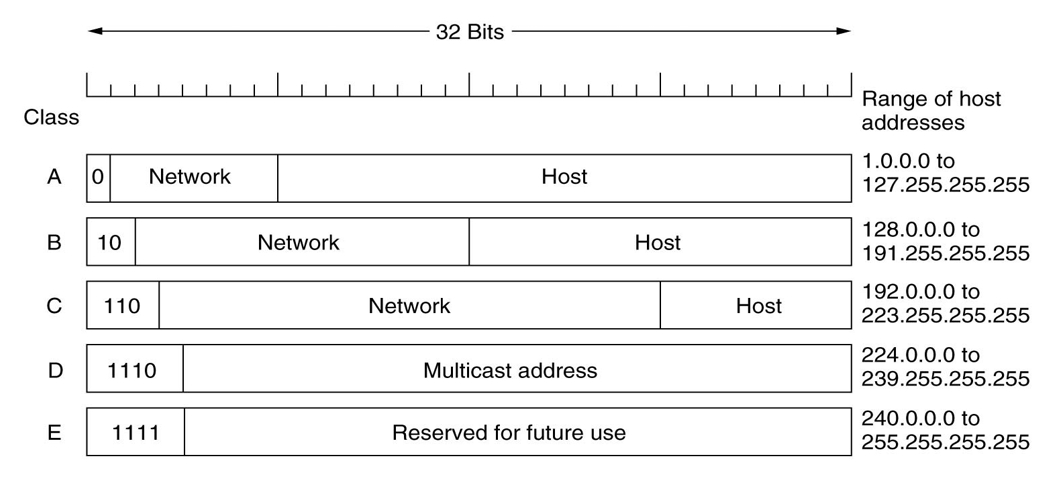 32 Bits
Class
Range of host
addresses
A
0
Network
Host
1.0.0.0 to
127.255.255.255
B
10
Network
Host
128.0.0.0 to
191.255.255.255
C
110
Network
Host
192.0.0.0 to
223.255.255.255
D
1110
Multicast address
224.0.0.0 to
239.255.255.255
E
1111
Reserved for future use
240.0.0.0 to
255.255.255.255